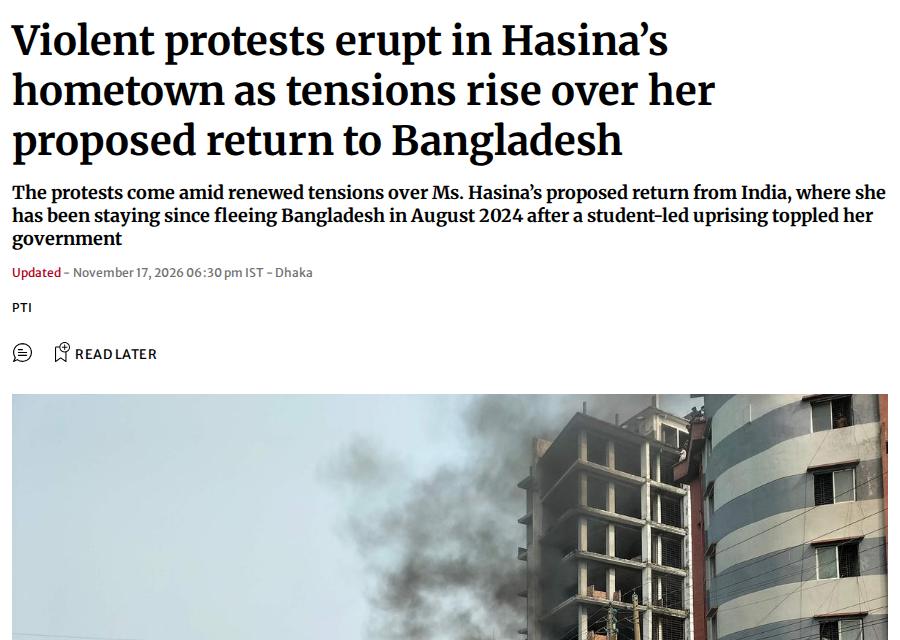 Violent protests erupt in Hasina’s
hometown as tensions rise over her
proposed return to Bangladesh
The protests come amid renewed tensions over Ms. Hasina’s proposed return from India, where she
has been staying since fleeing Bangladesh in August 2024 after a student-led uprising toppled her
government
Updated - November 17, 2026 06:30 pm IST - Dhaka
PTI
READ LATER